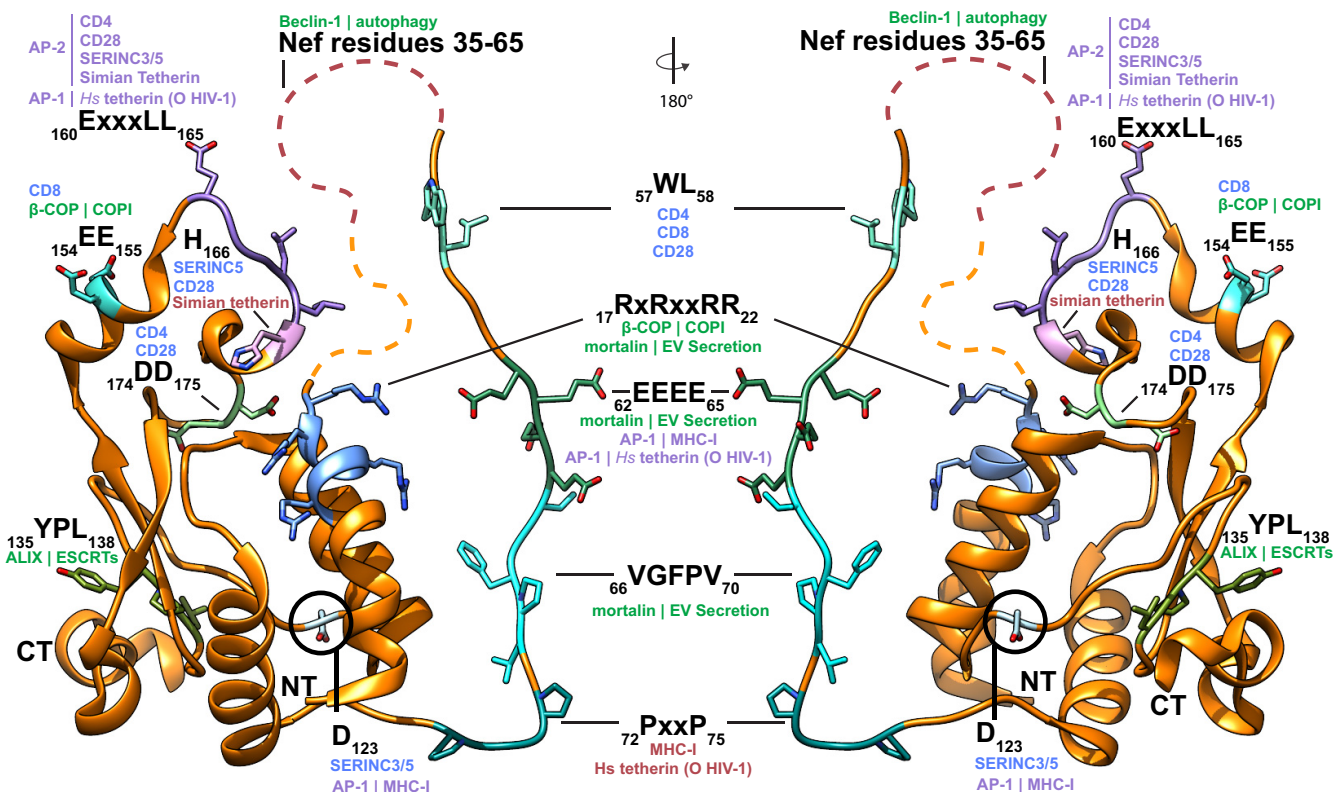 Beclin-1 | autophagy
Nef residues 35-65
AP-2
CD4
CD28
SERINC3/5
Simian Tetherin
AP-1 | Hs tetherin (O HIV-1)
160ExxxLL165
CD8
β-COP | COPI
154EE155
H166
SERINC5
CD28
Simian tetherin
CD4
CD28
174DD175
135YPL138
ALIX | ESCRTs
CT
NT
D123
SERINC3/5
AP-1 | MHC-I
180°
57WL58
CD4
CD8
CD28
17RxRxxRR22
β-COP | COPI
mortalin | EV Secretion
62EEEE65
mortalin | EV Secretion
AP-1 | MHC-I
AP-1 | Hs tetherin (O HIV-1)
66VGFPV70
mortalin | EV Secretion
72PxxP75
MHC-I
Hs tetherin (O HIV-1)
Beclin-1 | autophagy
Nef residues 35-65
AP-2
CD4
CD28
SERINC3/5
Simian Tetherin
AP-1 | Hs tetherin (O HIV-1)
160ExxxLL165
CD8
β-COP | COPI
154EE155
H166
SERINC5
CD28
simian tetherin
CD4
CD28
174DD175
135YPL138
ALIX | ESCRTs
NT
CT
D123
SERINC3/5
AP-1 | MHC-I